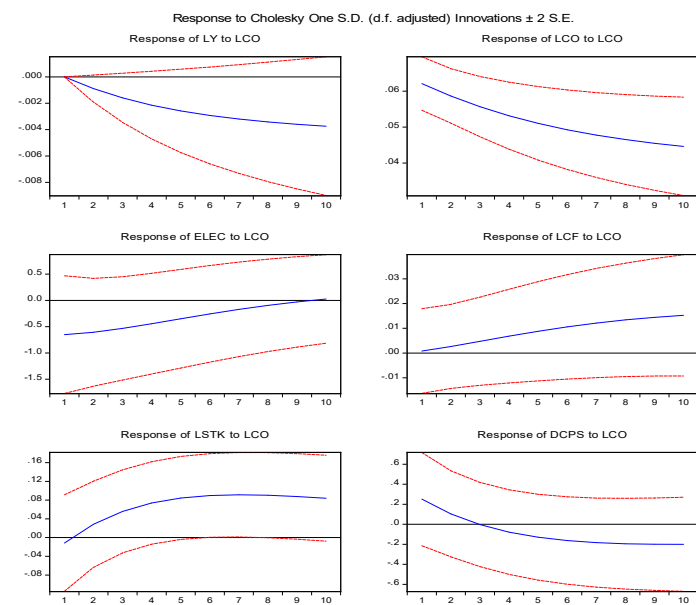 Response to Cholesky One S.D. (d.f. adjusted) Innovations ± 2 S.E.
Response of LY to LCO
.000
-.002
-.004
-.006
-.008
1 2 3 4 5 6 7 8 9 10
Response of LCO to LCO
.06
.05
.04
1 2 3 4 5 6 7 8 9 10
Response of ELEC to LCO
0.5
0.0
-0.5
-1.0
-1.5
1 2 3 4 5 6 7 8 9 10
Response of LCF to LCO
.03
.02
.01
.00
-.01
1 2 3 4 5 6 7 8 9 10
Response of LSTK to LCO
.16
.12
.08
.04
.00
-.04
-.08
1 2 3 4 5 6 7 8 9 10
Response of DCPS to LCO
.6
.4
.2
.0
-.2
-.4
-.6
1 2 3 4 5 6 7 8 9 10